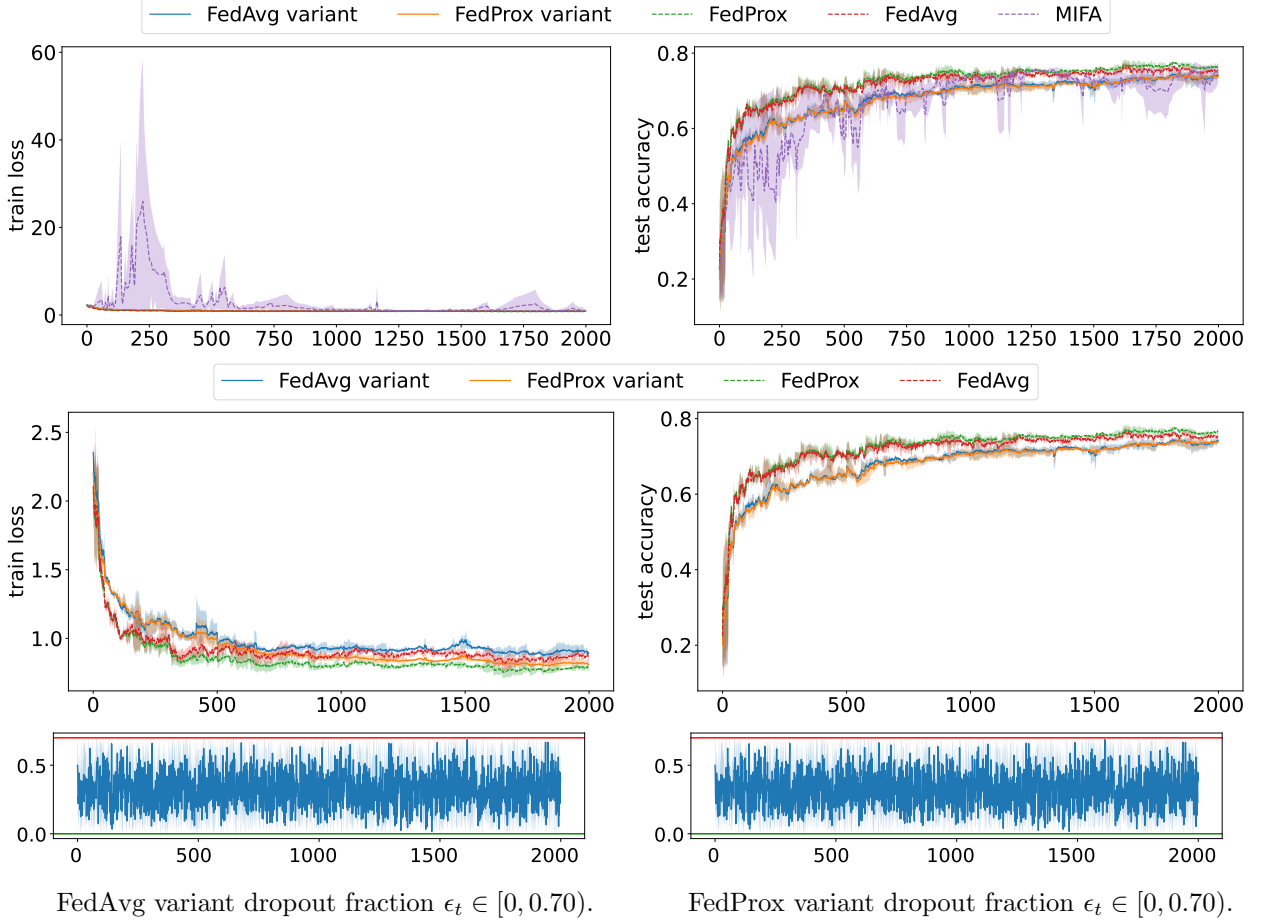 FedAvg variant FedProx variant FedProx FedAvg MIFA
60
40
20
0
train loss
0 250 500 750 1000 1250 1500 1750 2000
0.8
0.6
0.4
0.2
test accuracy
0 250 500 750 1000 1250 1500 1750 2000
FedAvg variant FedProx variant FedProx FedAvg
2.5
2.0
1.5
1.0
train loss
0 500 1000 1500 2000
0.8
0.6
0.4
0.2
test accuracy
0 500 1000 1500 2000
0.5
0.0
0 500 1000 1500 2000
0.5
0.0
0 500 1000 1500 2000
FedAvg variant dropout fraction ϵₜ ∈ [0, 0.70).
FedProx variant dropout fraction ϵₜ ∈ [0, 0.70).